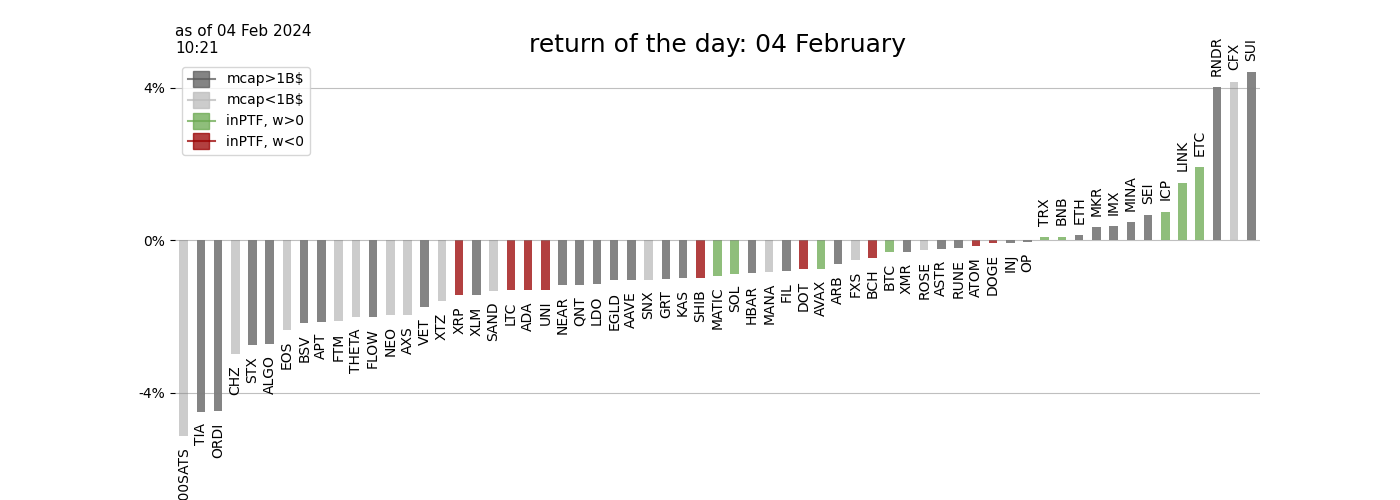 as of 04 Feb 2024
10:21
return of the day: 04 February
mcap>1B$
mcap<1B$
inPTF, w>0
inPTF, w<0
4%
0%
-4%
00SATS
TIA
ORDI
CHZ
STX
ALGO
EOS
BSV
APT
FTM
THETA
FLOW
NEO
AXS
VET
XTZ
XRP
XLM
SAND
LTC
ADA
UNI
NEAR
QNT
LDO
EGLD
AAVE
SNX
GRT
KAS
SHIB
MATIC
SOL
HBAR
MANA
FIL
DOT
AVAX
ARB
FXS
BCH
BTC
XMR
ROSE
ASTR
RUNE
ATOM
DOGE
INJ
OP
TRX
BNB
ETH
MKR
IMX
MINA
SEI
ICP
LINK
ETC
RNDR
CFX
SUI